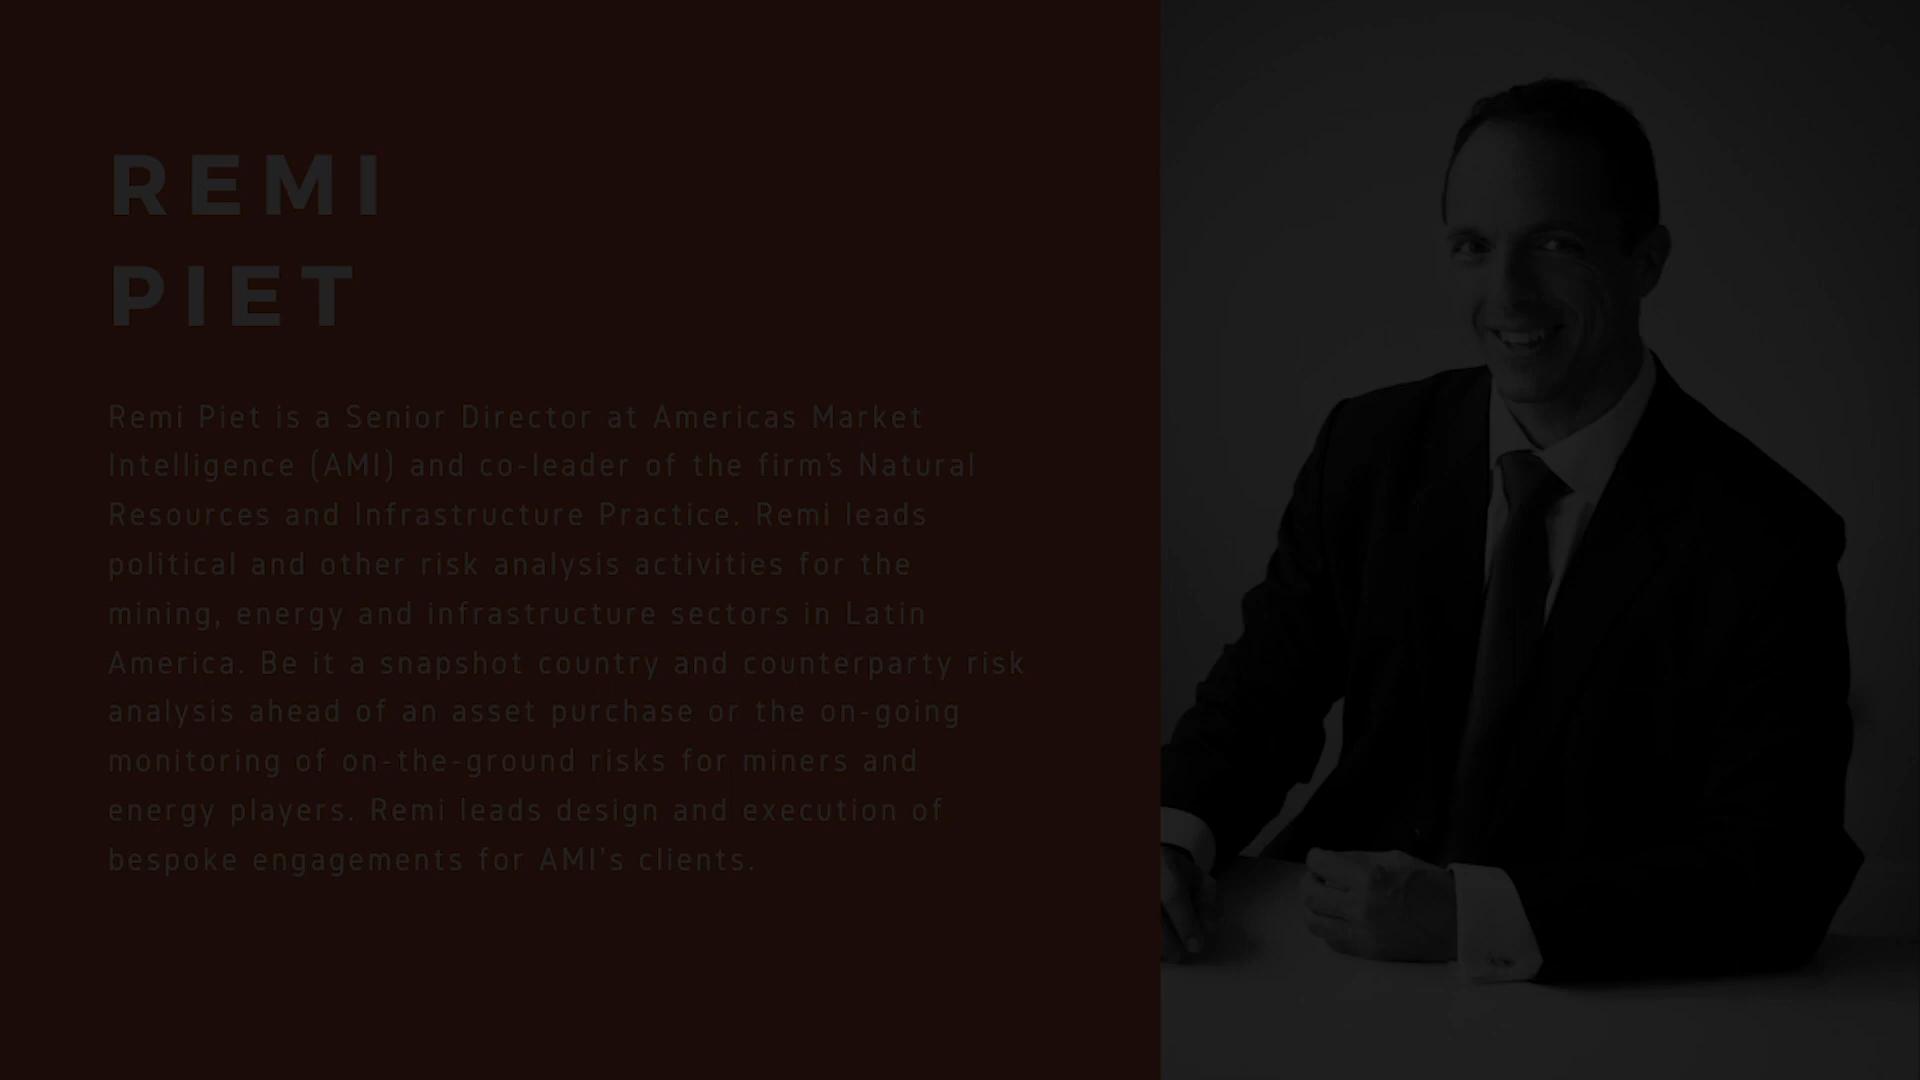 REMI
PIET
Remi Piet is a Senior Director at Americas Market
Intelligence (AMI) and co-leader of the firm's Natural
Resources and Infrastructure Practice. Remi leads
political and other risk analysis activities for the
mining, energy and infrastructure sectors in Latin
America. Be it a snapshot country and counterparty risk
analysis ahead of an asset purchase or the on-going
monitoring of on-the-ground risks for miners and
energy players. Remi leads design and execution of
bespoke engagements for AMI's clients.